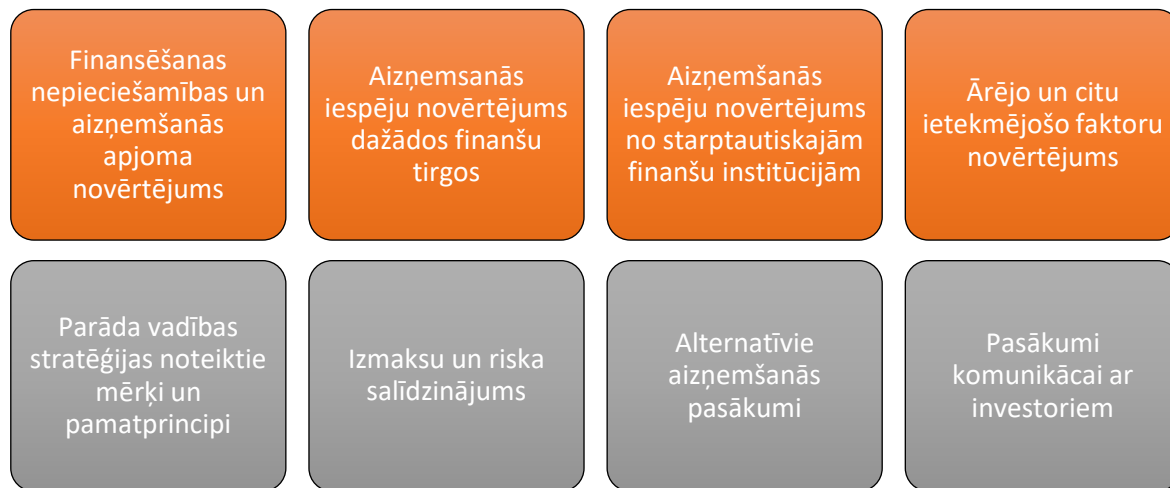 Finansēšanas
nepieciešamības un
aizņemšanās
apjoma
novērtējums
Aizņemsanās
iespēju novērtējums
dažādos finanšu
tirgos
Aizņemšanās
iespēju novērtējums
no starptautiskajām
finanšu institūcijām
Ārējo un citu
ietekmējošo faktoru
novērtējums
Parāda vadības
stratēģijas noteiktie
mērķi un
pamatprincipi
Izmaksu un riska
salīdzinājums
Alternatīvie
aizņemšanās
pasākumi
Pasākumi
komunikācai ar
investoriem